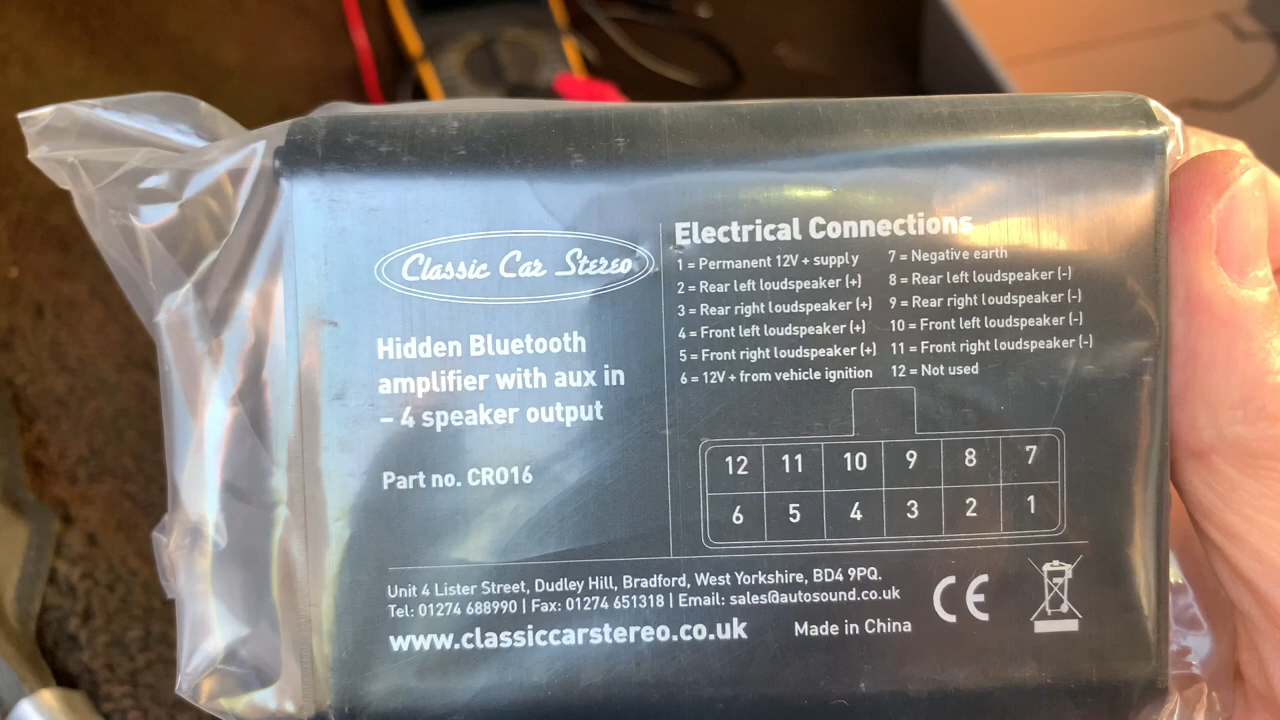 Classic Car Stereo
Hidden Bluetooth
amplifier with aux in
– 4 speaker output
Part no. CR016
Electrical Connections
1 = Permanent 12V + supply
2 = Rear left loudspeaker (+)
3 = Rear right loudspeaker (+)
4 = Front left loudspeaker (+)
5 = Front right loudspeaker (+)
6 = 12V + from vehicle ignition
7 = Negative earth
8 = Rear left loudspeaker (-)
9 = Rear right loudspeaker (-)
10 = Front left loudspeaker (-)
11 = Front right loudspeaker (-)
12 = Not used
12 11 10 9 8 7
6 5 4 3 2 1
Unit 4 Lister Street, Dudley Hill, Bradford, West Yorkshire, BD4 9PQ.
Tel: 01274 688990 | Fax: 01274 651318 | Email: sales@autosound.co.uk
www.classiccarstereo.co.uk
Made in China
CE